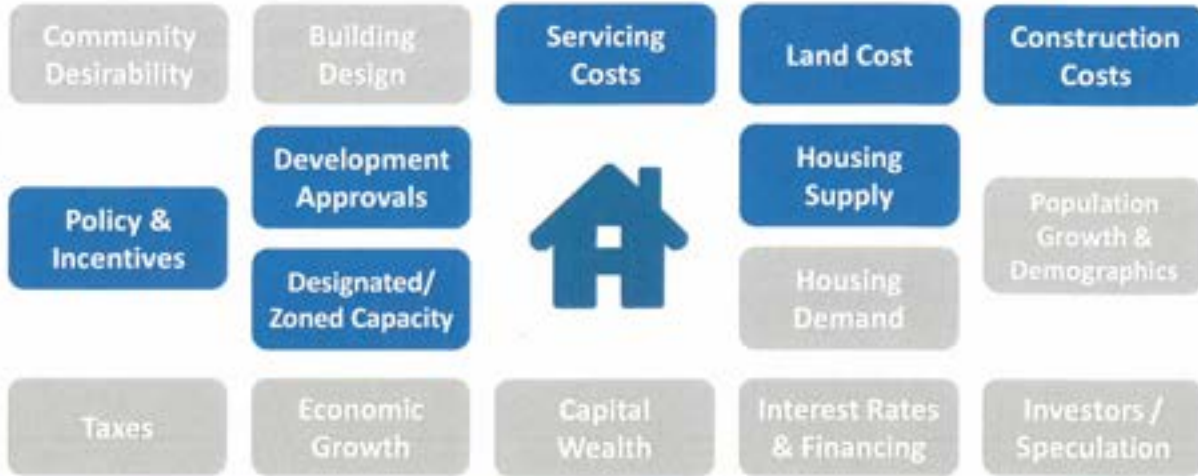 Community
Desirability
Building
Design
Servicing
Costs
Land Cost
Construction
Costs
Policy &
Incentives
Development
Approvals
Designated/
Zoned Capacity
Housing
Supply
Housing
Demand
Population
Growth &
Demographics
Taxes
Economic
Growth
Capital
Wealth
Interest Rates
& Financing
Investors /
Speculation